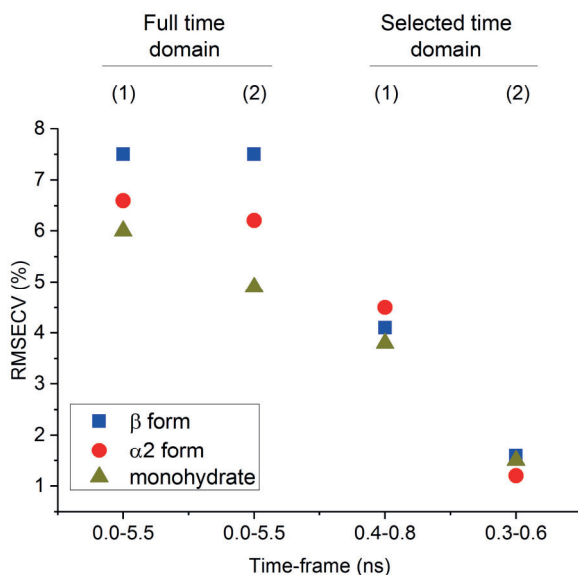 Full time
domain
Selected time
domain
(1)
(2)
(1)
(2)
8
7
6
5
4
3
2
1
RMSECV (%)
β form
α2 form
monohydrate
0.0-5.5
0.0-5.5
0.4-0.8
0.3-0.6
Time-frame (ns)